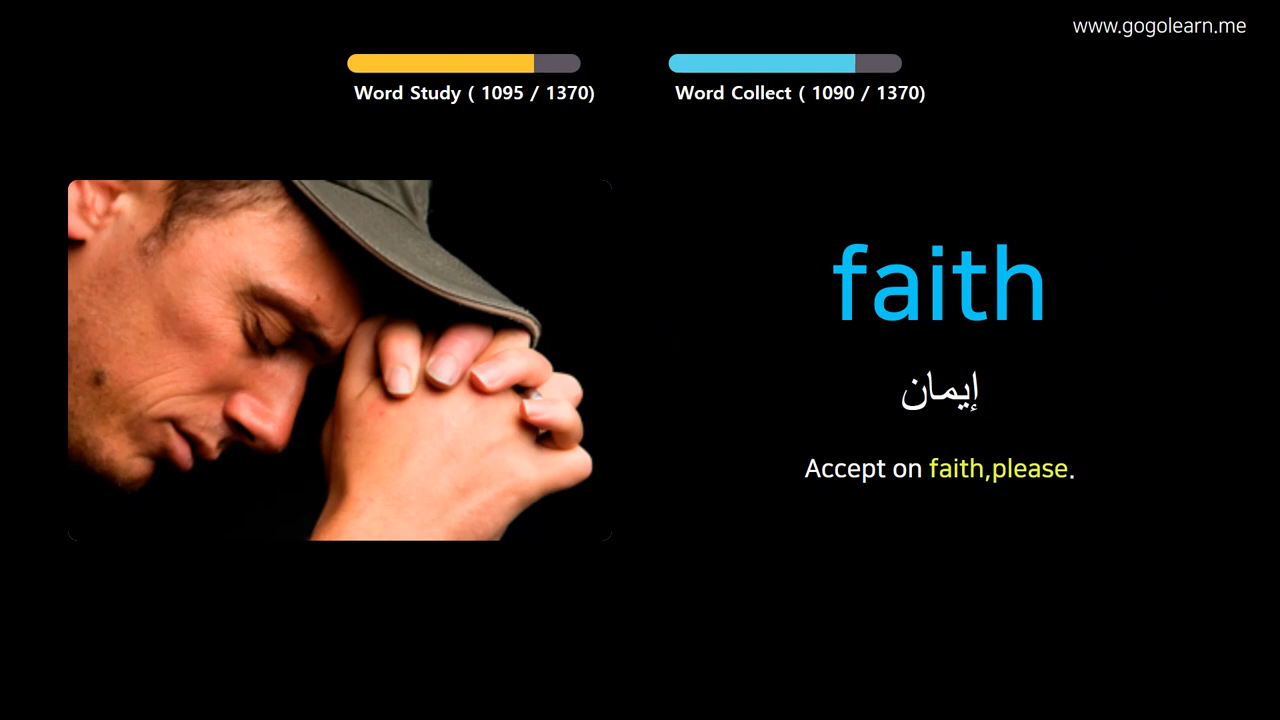 www.gogolearn.me
Word Study ( 1095 / 1370)
Word Collect ( 1090 / 1370)
faith
إيمان
Accept on faith,please.